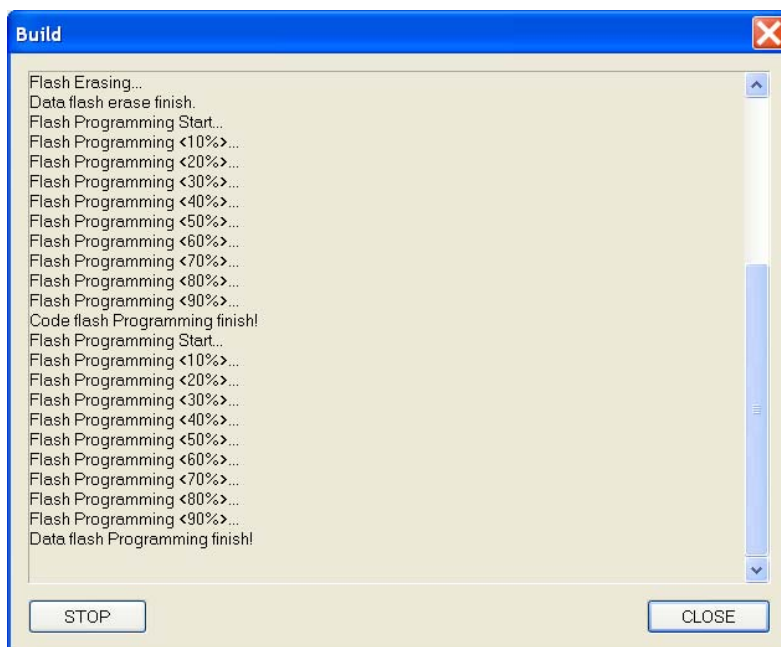 Build
Flash Erasing...
Data flash erase finish.
Flash Programming Start...
Flash Programming <10%>...
Flash Programming <20%>...
Flash Programming <30%>...
Flash Programming <40%>...
Flash Programming <50%>...
Flash Programming <60%>...
Flash Programming <70%>...
Flash Programming <80%>...
Flash Programming <90%>...
Code flash Programming finish!
Flash Programming Start...
Flash Programming <10%>...
Flash Programming <20%>...
Flash Programming <30%>...
Flash Programming <40%>...
Flash Programming <50%>...
Flash Programming <60%>...
Flash Programming <70%>...
Flash Programming <80%>...
Flash Programming <90%>...
Data flash Programming finish!
STOP
CLOSE